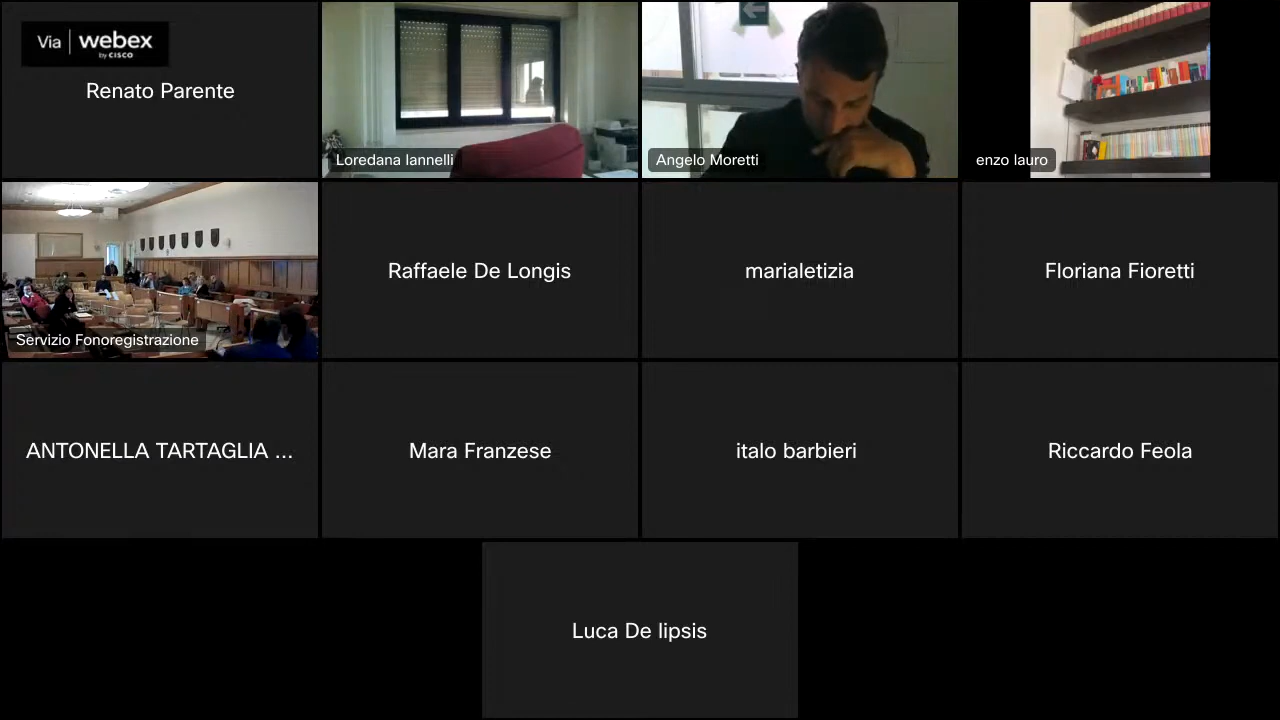 Via webex
by CISCO
Renato Parente
Loredana Iannelli
Angelo Moretti
enzo lauro
Servizio Fonoregistrazione
Raffaele De Longis
marialetizia
Floriana Fioretti
ANTONELLA TARTAGLIA ...
Mara Franzese
italo barbieri
Riccardo Feola
Luca De lipsis